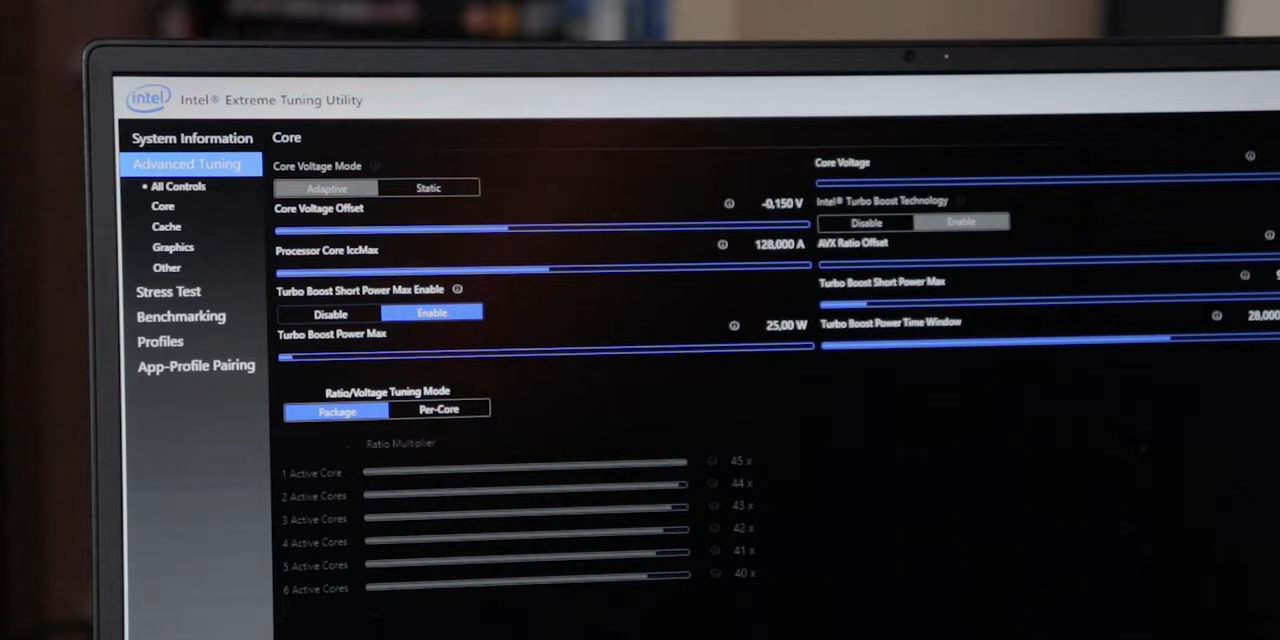 intel Intel® Extreme Tuning Utility
System Information
Advanced Tuning
• All Controls
Core
Cache
Graphics
Other
Stress Test
Benchmarking
Profiles
App-Profile Pairing
Core
Core Voltage Mode
Adaptive Static
Core Voltage Offset -0.150 V
Processor Core IccMax 128.000 A
Turbo Boost Short Power Max Enable
Disable Enable
Turbo Boost Power Max 25.00 W
Core Voltage
Intel® Turbo Boost Technology
Disable Enable
AVX Ratio Offset
Turbo Boost Short Power Max
Turbo Boost Power Time Window 28.000
Ratio/Voltage Tuning Mode
Package Per-Core
Ratio Multiplier
1 Active Core 45 x
2 Active Cores 44 x
3 Active Cores 43 x
4 Active Cores 42 x
5 Active Cores 41 x
6 Active Cores 40 x